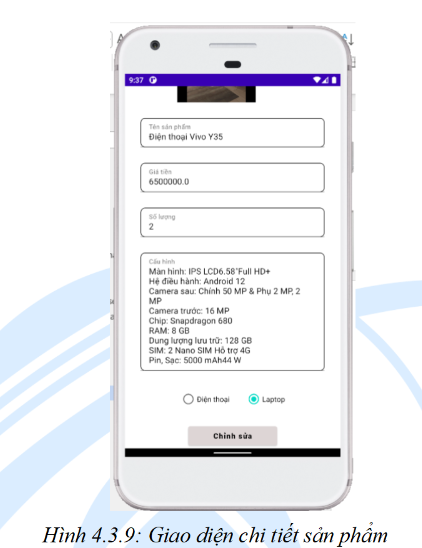 9:37
Tên sản phẩm
Điện thoại Vivo Y35
Giá tiền
6500000.0
Số lượng
2
Cấu hình
Màn hình: IPS LCD6.58"Full HD+
Hệ điều hành: Android 12
Camera sau: Chính 50 MP & Phụ 2 MP, 2
MP
Camera trước: 16 MP
Chip: Snapdragon 680
RAM: 8 GB
Dung lượng lưu trữ: 128 GB
SIM: 2 Nano SIM Hỗ trợ 4G
Pin, Sạc: 5000 mAh44 W
Điện thoại Laptop
Chỉnh sửa
Hình 4.3.9: Giao diện chi tiết sản phẩm